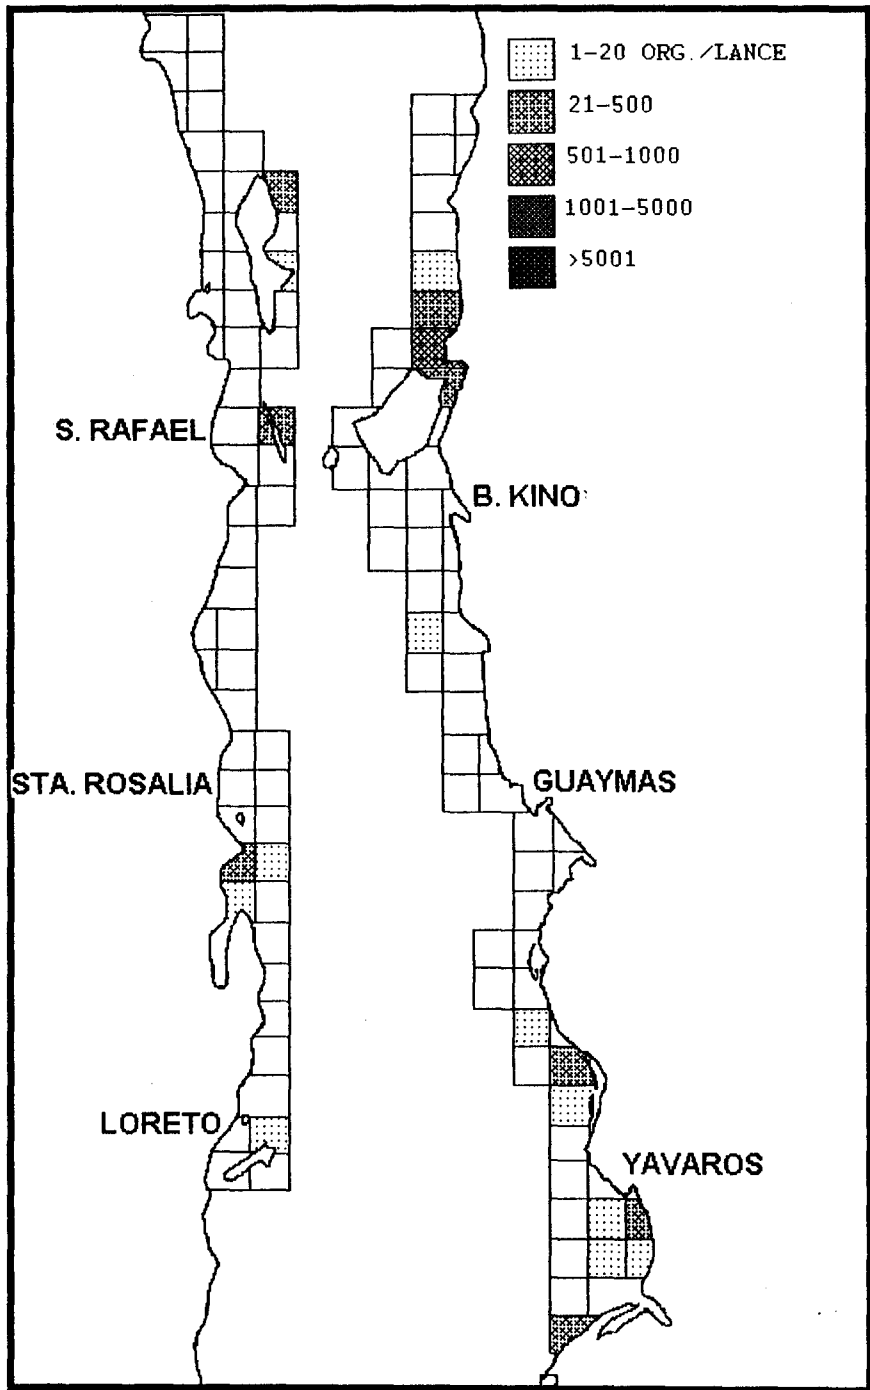 1-20 ORG./LANCE
21-500
501-1000
1001-5000
>5001
S. RAFAEL
B. KINO
STA. ROSALIA
GUAYMAS
LORETO
YAVAROS